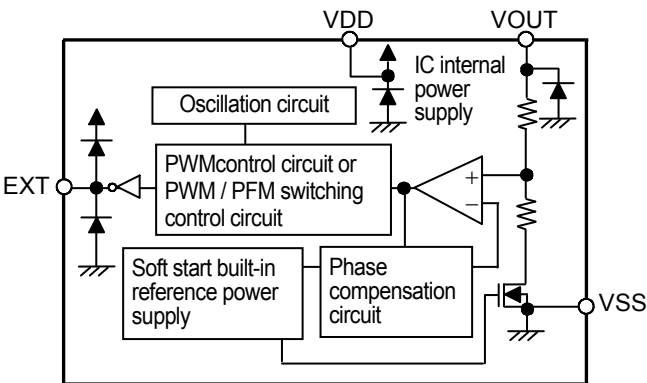 VDD
VOUT
IC internal
power
supply
Oscillation circuit
PWMcontrol circuit or
PWM / PFM switching
control circuit
EXT
+
−
Soft start built-in
reference power
supply
Phase
compensation
circuit
VSS